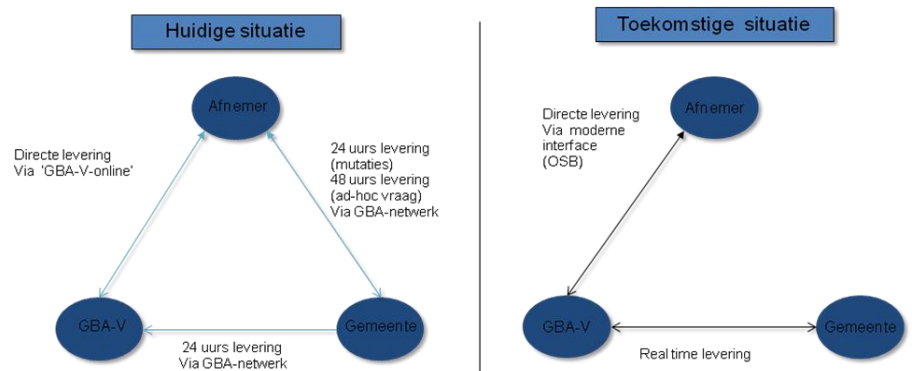 Huidige situatie
Afnemer
Directe levering
Via 'GBA-V-online'
24 uurs levering
(mutaties)
48 uurs levering
(ad-hoc vraag)
Via GBA-netwerk
GBA-V
Gemeente
24 uurs levering
Via GBA-netwerk
Toekomstige situatie
Afnemer
Directe levering
Via moderne
interface
(OSB)
GBA-V
Gemeente
Real time levering